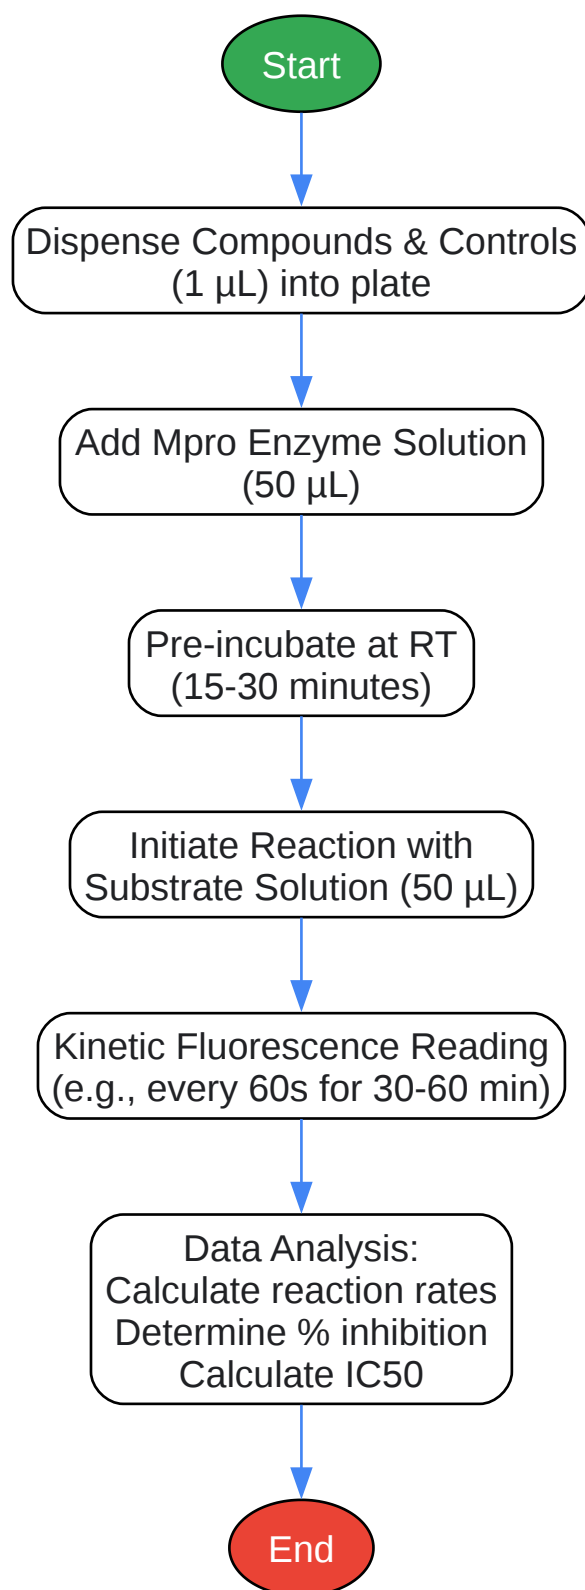 Start
Dispense Compounds & Controls
(1 µL) into plate
Add Mpro Enzyme Solution
(50 µL)
Pre-incubate at RT
(15-30 minutes)
Initiate Reaction with
Substrate Solution (50 µL)
Kinetic Fluorescence Reading
(e.g., every 60s for 30-60 min)
Data Analysis:
Calculate reaction rates
Determine % inhibition
Calculate IC50
End